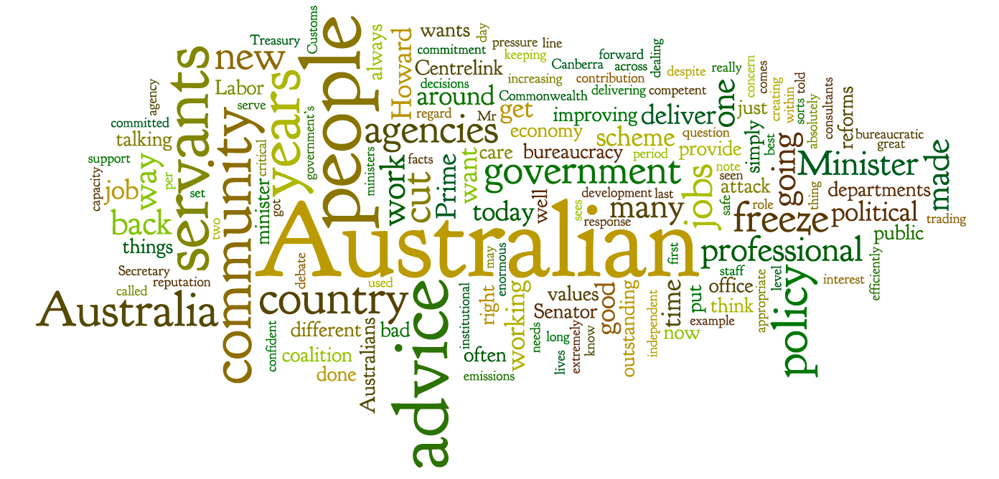 Customs
Treasury
people
always
Howard
wants
day
pressure
line
commitment
keeping
forward
Canberra
across
dealing
new
servants
years
Centrelink
increasing
contribution
despite
really
concern
comes
decisions
Labor
serve
agency
around
Commonwealth
delivering
competent
one
creating
within
told
sorts
absolutely
consultants
reforms
regard
Mr
get
improving
deliver
just
committed
talking
community
critical
government's
agencies
economy
scheme
question
simply
best
going
bureaucratic
great
support
way
per
minister
ministers
work
facts
cut
Prime
want
care
bureaucracy
period
provide
note
Minister
made
capacity
job
set
got
government
jobs
seen
attack
thing
departments
back
two
today
well
development
last
sees
response
many
safe
role
freeze
political
trading
things
Australian
public
Secretary
reputation
called
debate
used
may
enormous
first
professional
efficiently
staff
level
interest
Australia
country
advice
institutional
right
working
values
Senator
good
outstanding
independent
time
put
office
think
example
appropriate
policy
confident
different
coalition
done
Australians
bad
often
emissions
needs
long
lives
extremely
know
now